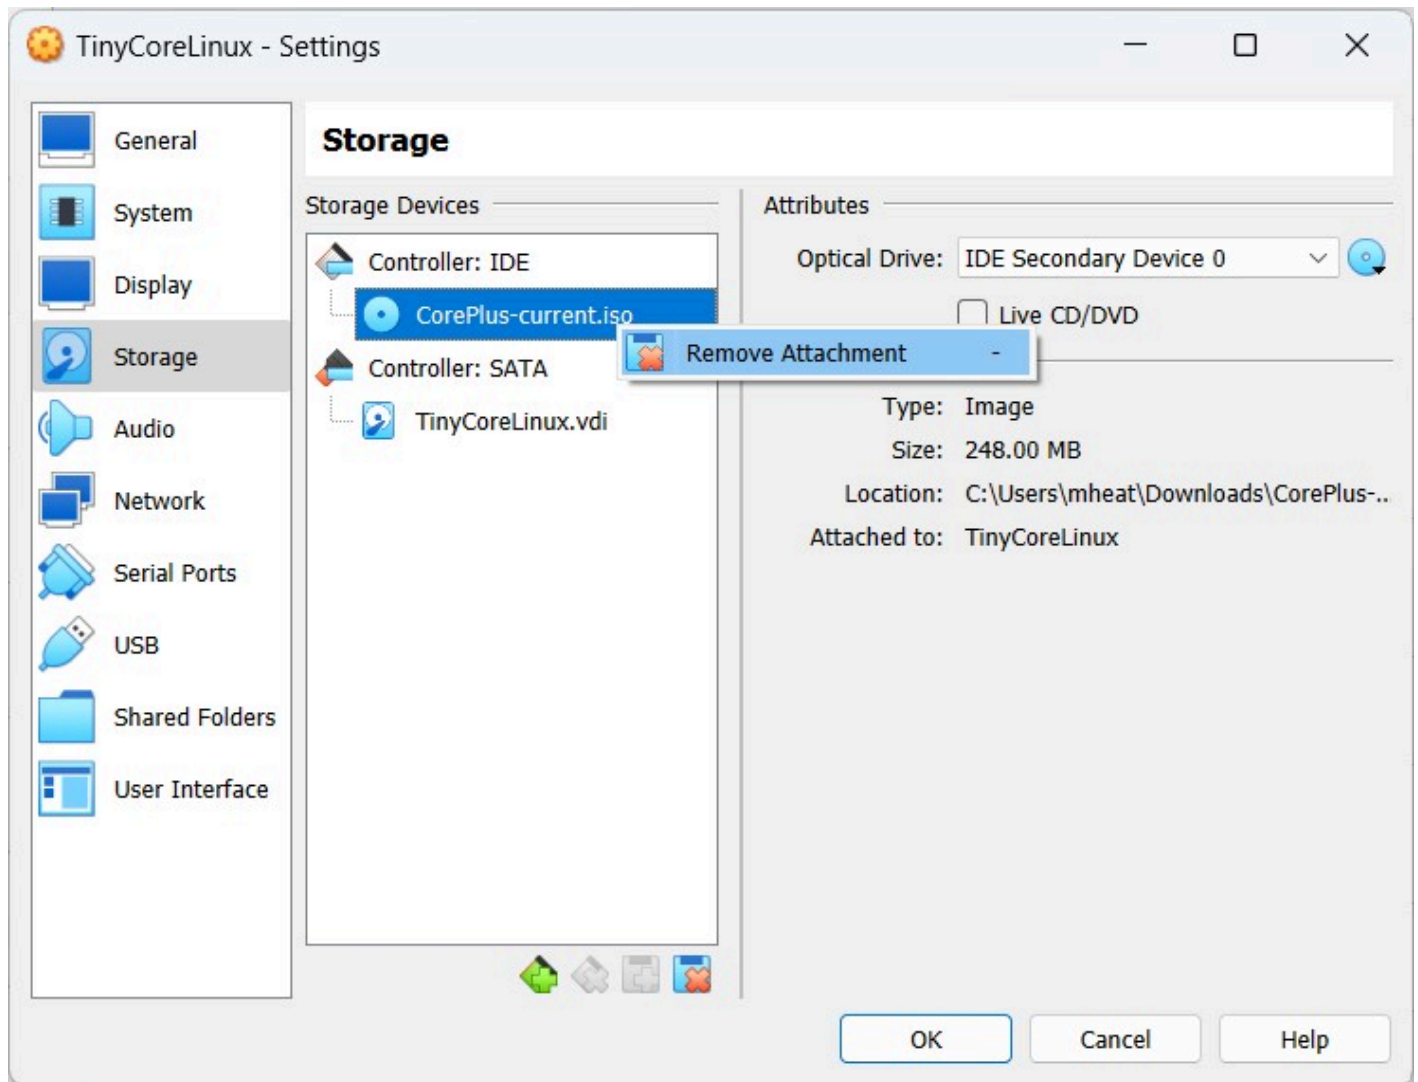 TinyCoreLinux - Settings
General
System
Display
Storage
Audio
Network
Serial Ports
USB
Shared Folders
User Interface
Storage
Storage Devices
Controller: IDE
CorePlus-current.iso
Controller: SATA
TinyCoreLinux.vdi
Remove Attachment -
Attributes
Optical Drive: IDE Secondary Device 0
Live CD/DVD
Type: Image
Size: 248.00 MB
Location: C:\Users\mheat\Downloads\CorePlus-..
Attached to: TinyCoreLinux
OK
Cancel
Help